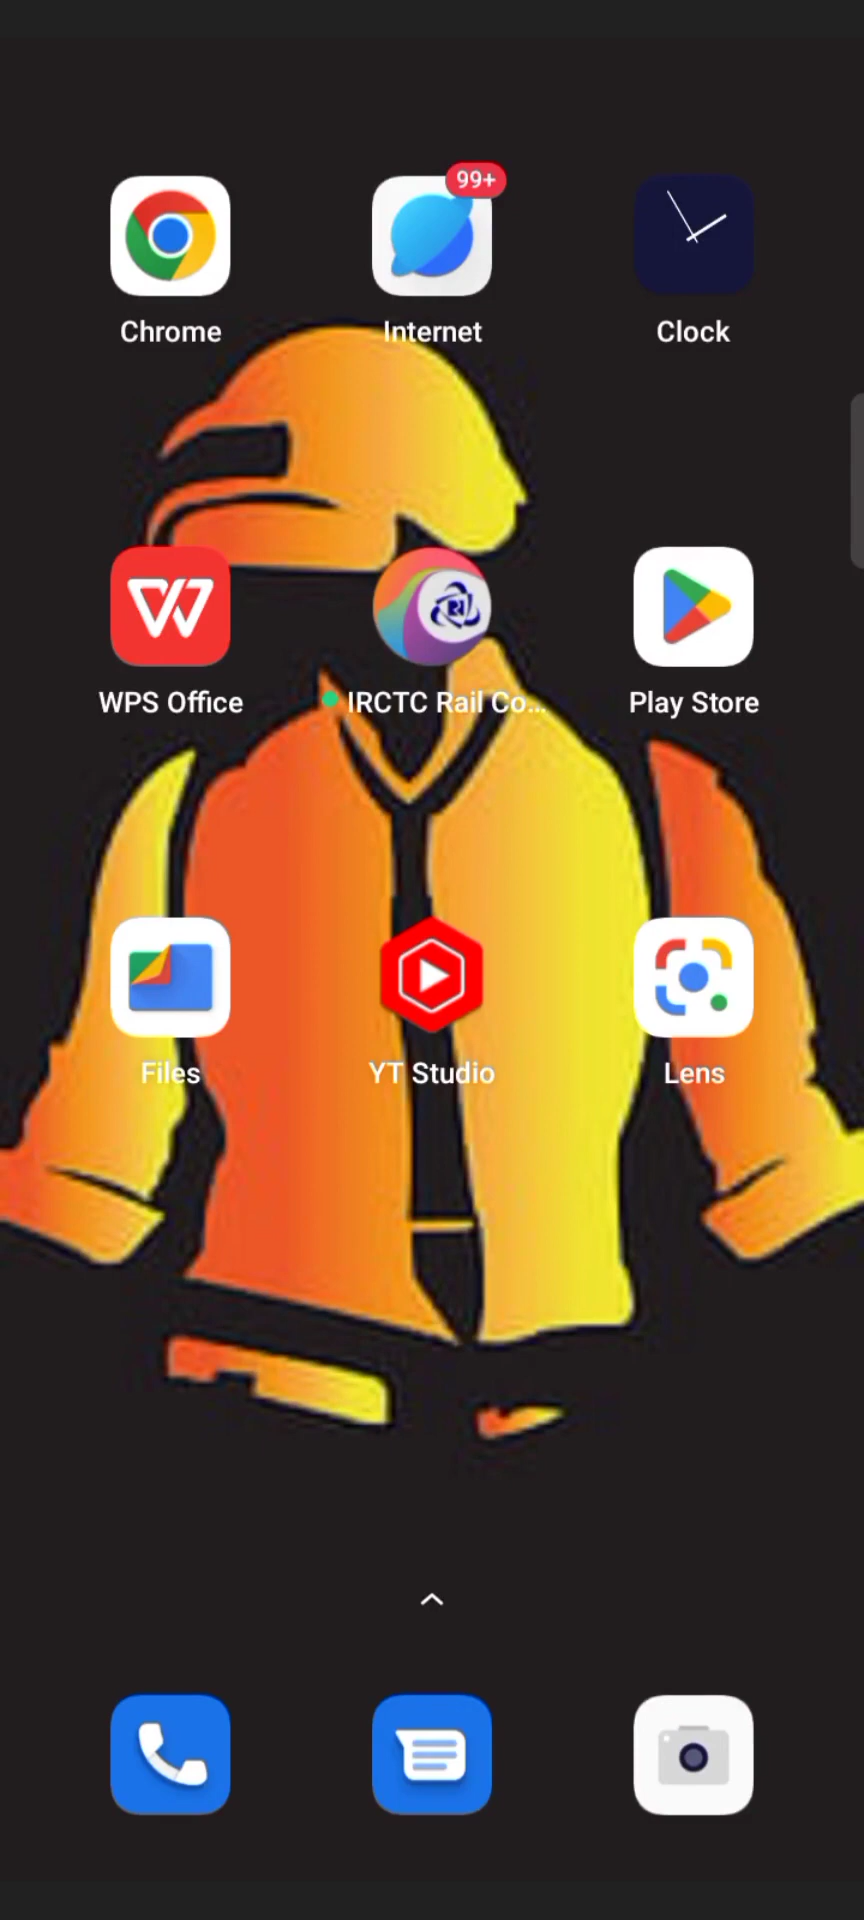 99+
Chrome
Internet
Clock
WPS Office
IRCTC Rail Co...
Play Store
Files
YT Studio
Lens